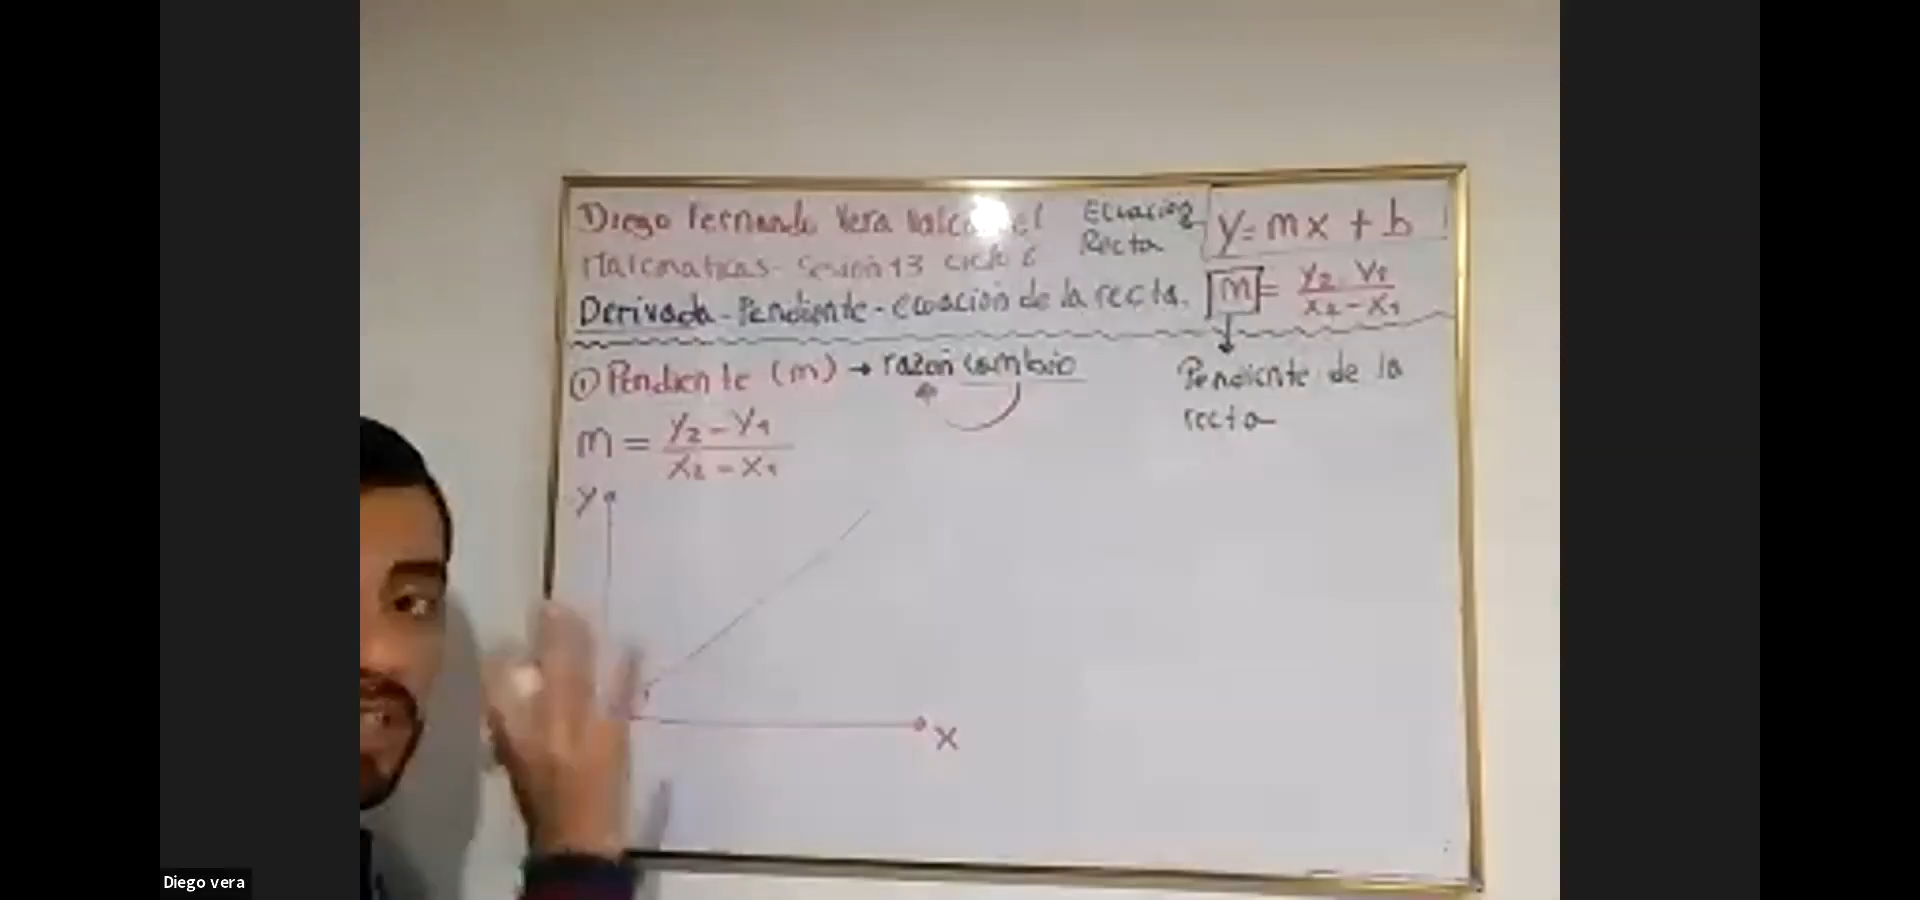 Diego Fernando Vera
Matematicas - Sesión 13 ciclo 6
Derivada - Pendiente - ecuación de la recta.
Ecuación
Recta
y = mx + b
m = y2 - y1 / x2 - x1
Pendiente de la
recta
① Pendiente (m) → razón cambio
m = y2 - y1 / x2 - x1
y
x
Diego vera